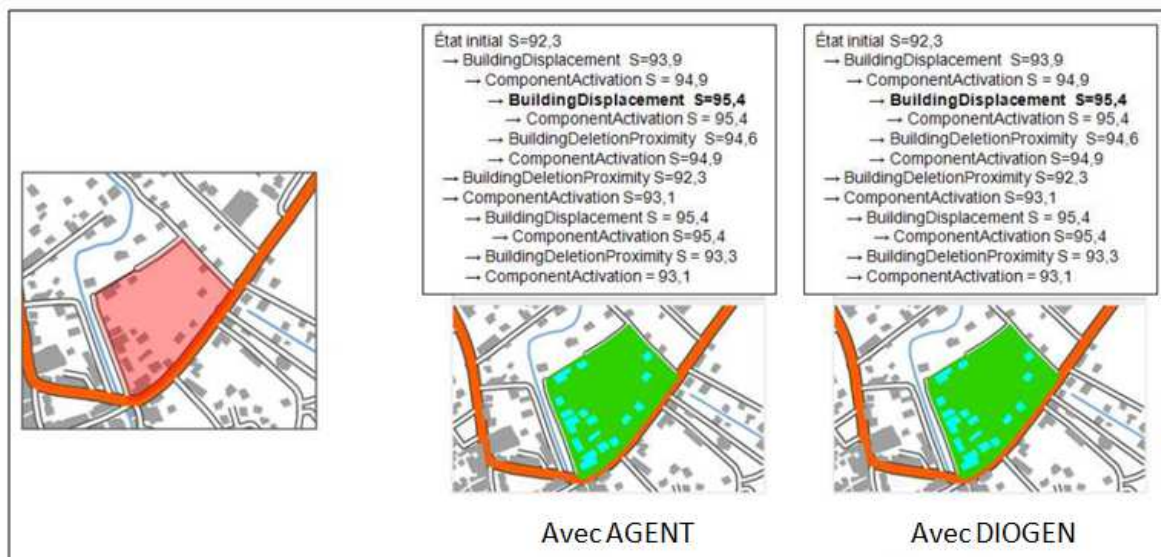 État initial S=92,3
→ BuildingDisplacement S=93,9
→ ComponentActivation S = 94,9
→ BuildingDisplacement S=95,4
→ ComponentActivation S = 95,4
→ BuildingDeletionProximity S=94,6
→ ComponentActivation S=94,9
→ BuildingDeletionProximity S=92,3
→ ComponentActivation S=93,1
→ BuildingDisplacement S = 95,4
→ ComponentActivation S=95,4
→ BuildingDeletionProximity S = 93,3
→ ComponentActivation = 93,1
Avec AGENT
État initial S=92,3
→ BuildingDisplacement S=93,9
→ ComponentActivation S = 94,9
→ BuildingDisplacement S=95,4
→ ComponentActivation S = 95,4
→ BuildingDeletionProximity S=94,6
→ ComponentActivation S=94,9
→ BuildingDeletionProximity S=92,3
→ ComponentActivation S=93,1
→ BuildingDisplacement S = 95,4
→ ComponentActivation S=95,4
→ BuildingDeletionProximity S = 93,3
→ ComponentActivation = 93,1
Avec DIOGEN